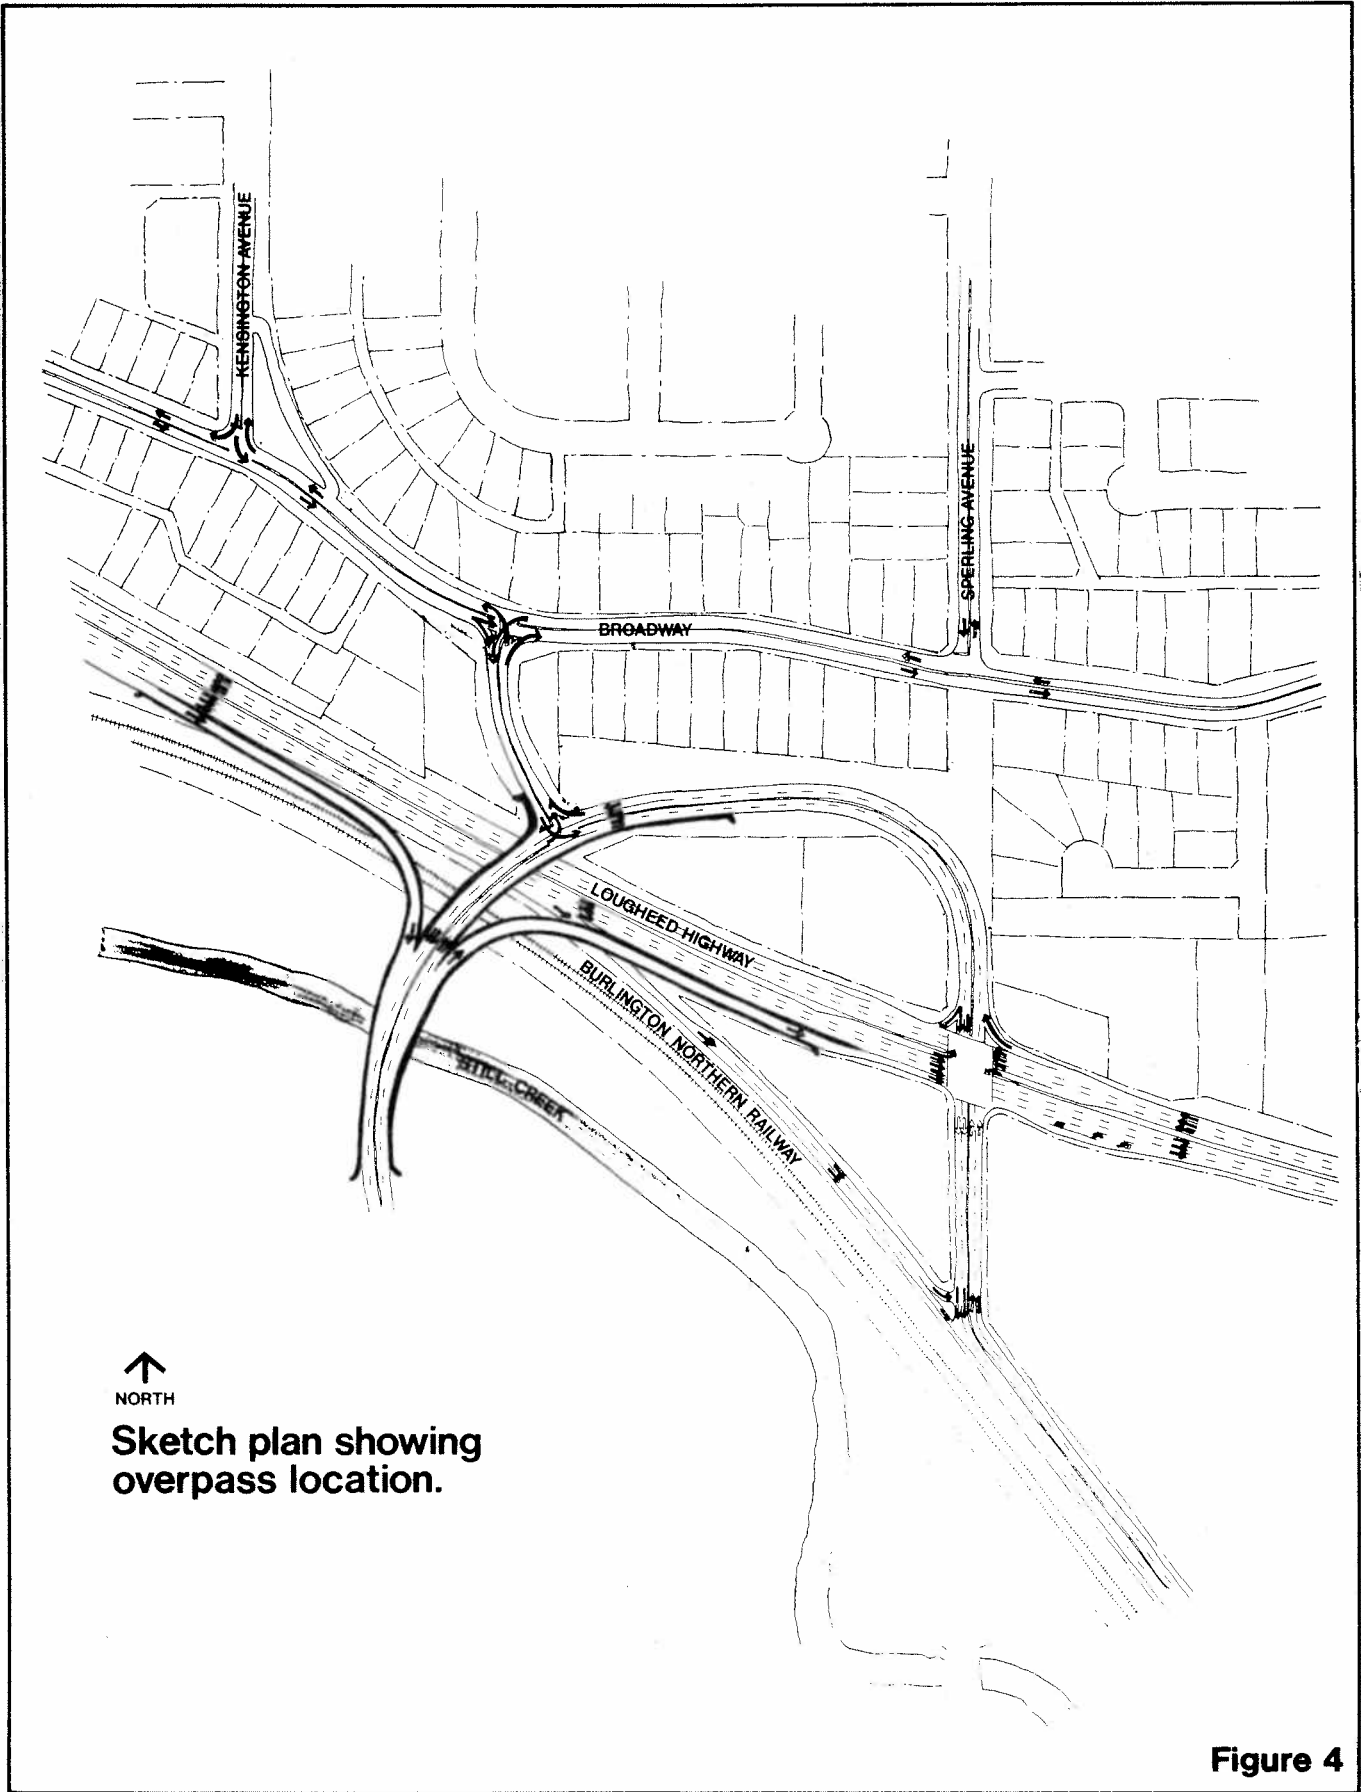 KENSINGTON AVENUE
SPERLING AVENUE
BROADWAY
LOUGHEED HIGHWAY
BURLINGTON NORTHERN RAILWAY
STILL CREEK
NORTH
Sketch plan showing
overpass location.
Figure 4